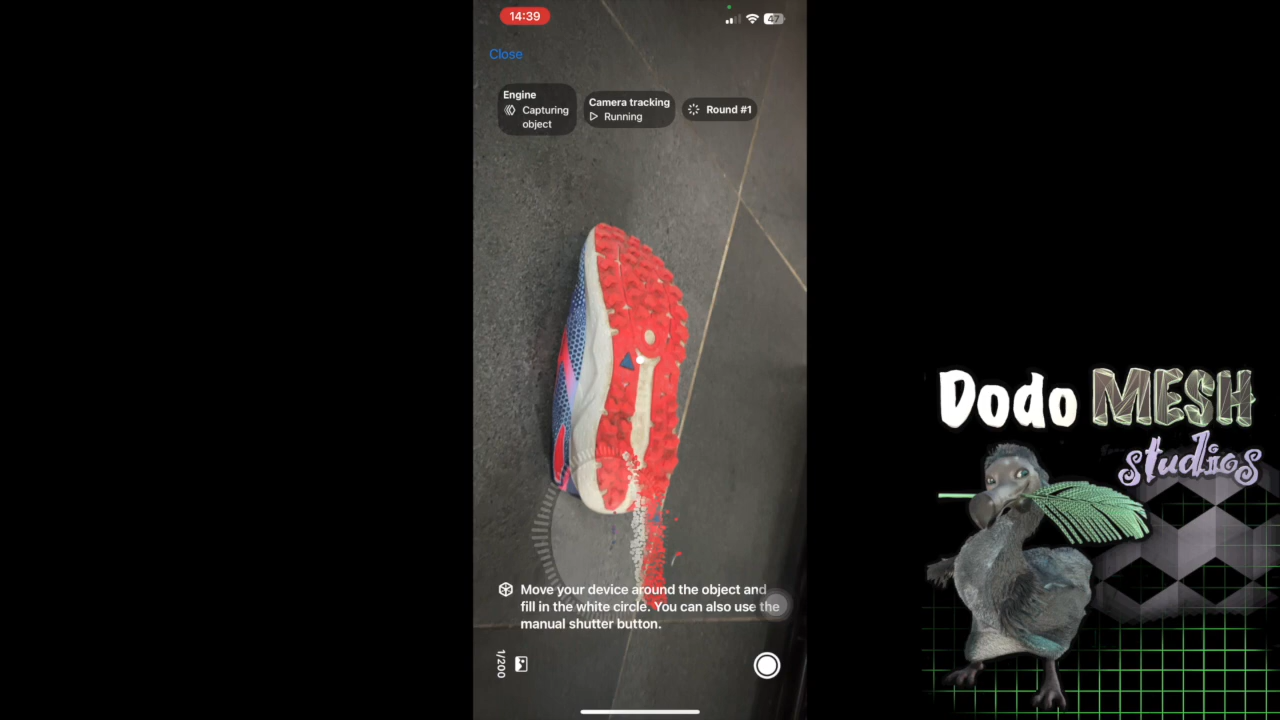 14:39
47
Close
Engine
Capturing
object
Camera tracking
Running
Round #1
Move your device around the object and
fill in the white circle. You can also use the
manual shutter button.
1/200
Dodo MESH
studios